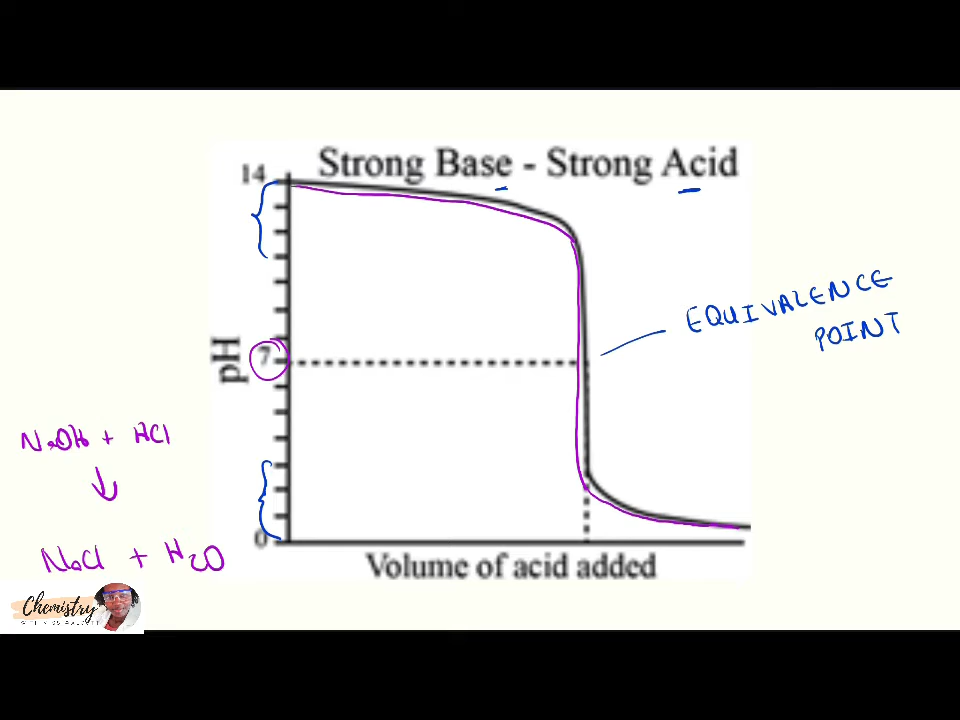 Strong Base - Strong Acid
14
EQUIVALENCE
POINT
7
pH
NaOH + HCl
↓
0
NaCl + H2O
Volume of acid added
Chemistry